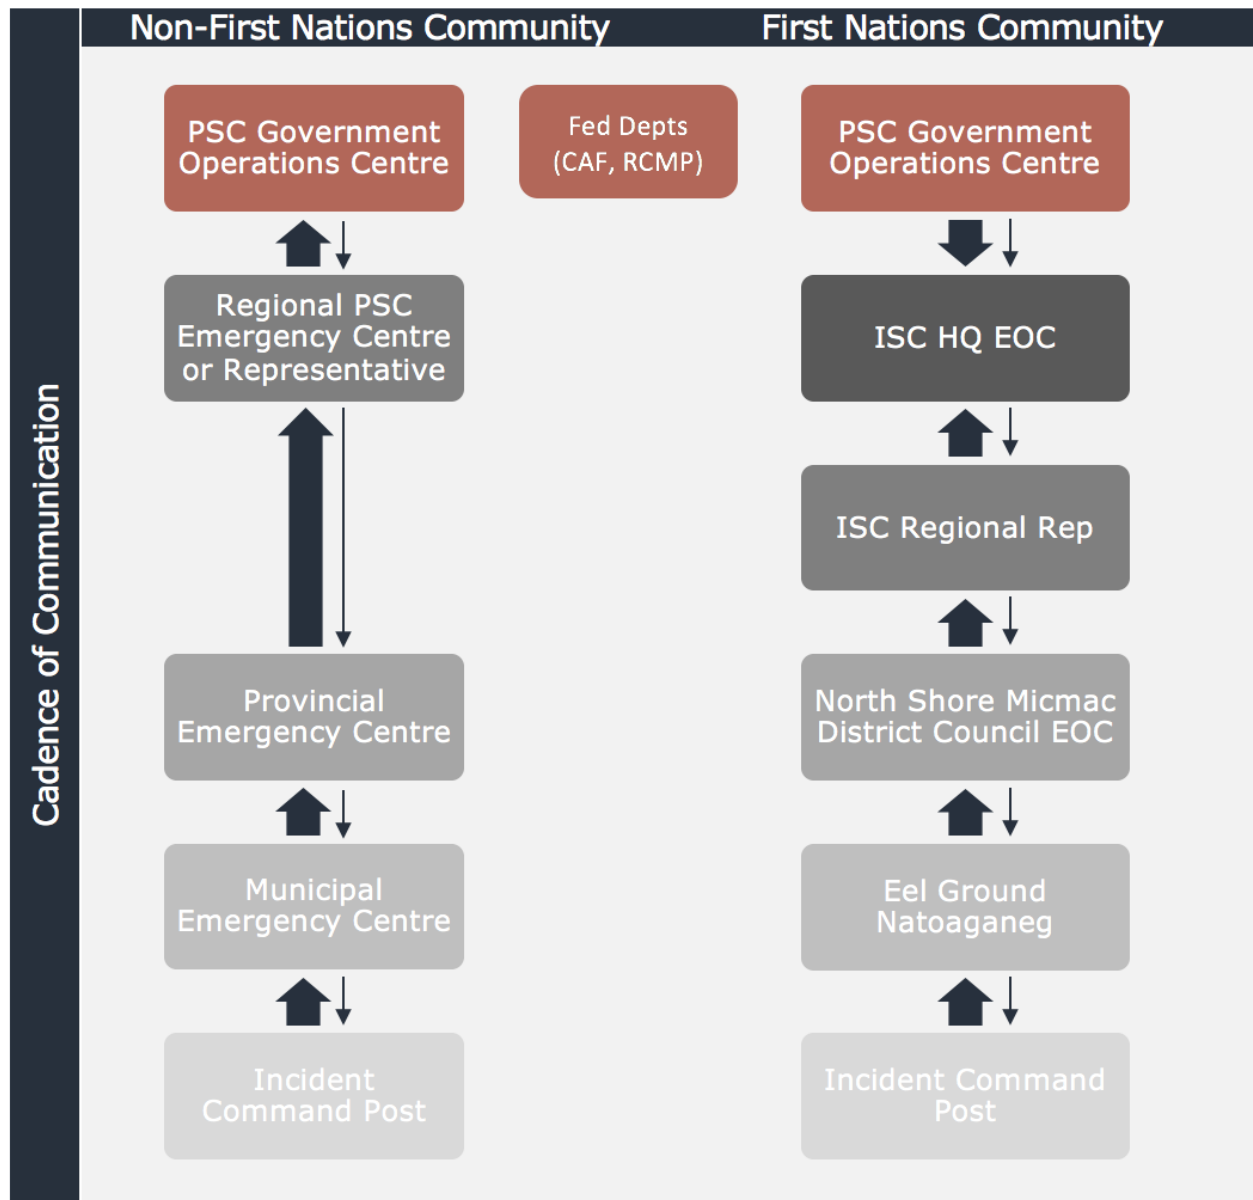 Non-First Nations Community
First Nations Community
Cadence of Communication
PSC Government
Operations Centre
Fed Depts
(CAF, RCMP)
PSC Government
Operations Centre
Regional PSC
Emergency Centre
or Representative
ISC HQ EOC
ISC Regional Rep
Provincial
Emergency Centre
North Shore Micmac
District Council EOC
Municipal
Emergency Centre
Eel Ground
Natoaganeg
Incident
Command Post
Incident Command
Post